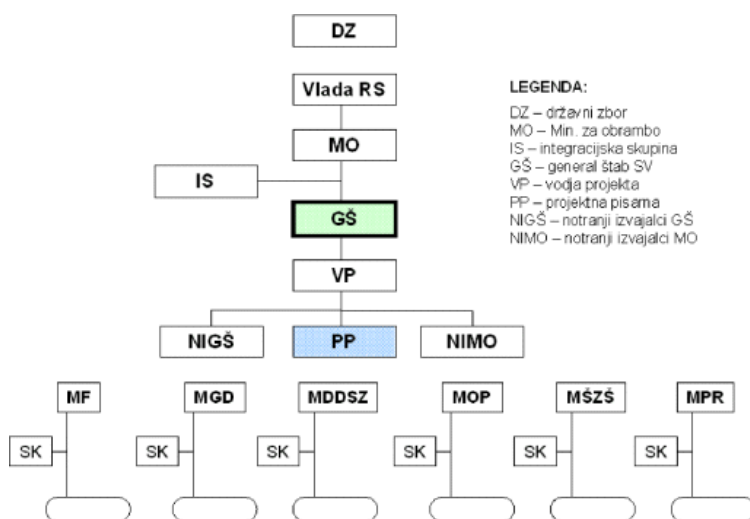 DZ
Vlada RS
MO
IS
GŠ
VP
NIGŠ PP NIMO
LEGENDA:
DZ – državni zbor
MO – Min. za obrambo
IS – integracijska skupina
GŠ – general štab SV
VP – vodja projekta
PP – projektna pisarna
NIGŠ – notranji izvajalci GŠ
NIMO – notranji izvajalci MO
MF MGD MDDSZ MOP MŠZŠ MPR
SK SK SK SK SK SK